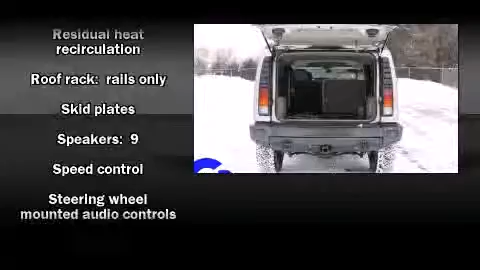 Residual heat
recirculation
Roof rack: rails only
Skid plates
Speakers: 9
Speed control
Steering wheel
mounted audio controls